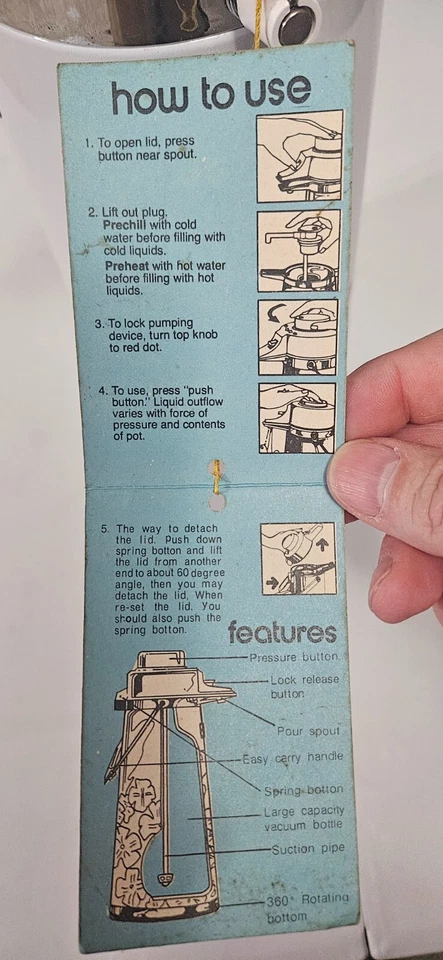 how to use
1. To open lid, press
button near spout.
2. Lift out plug.
Prechill with cold
water before filling with
cold liquids.
Preheat with hot water
before filling with hot
liquids.
3. To lock pumping
device, turn top knob
to red dot.
4. To use, press "push
button." Liquid outflow
varies with force of
pressure and contents
of pot.
5. The way to detach
the lid. Push down
spring botton and lift
the lid from another
end to about 60 degree
angle, then you may
detach the lid. When
re-set the lid. You
should also push the
spring botton.
features
Pressure button.
Lock release
button
Pour spout
Easy carry handle
Spring botton
Large capacity
vacuum bottle
Suction pipe
360° Rotating
bottom